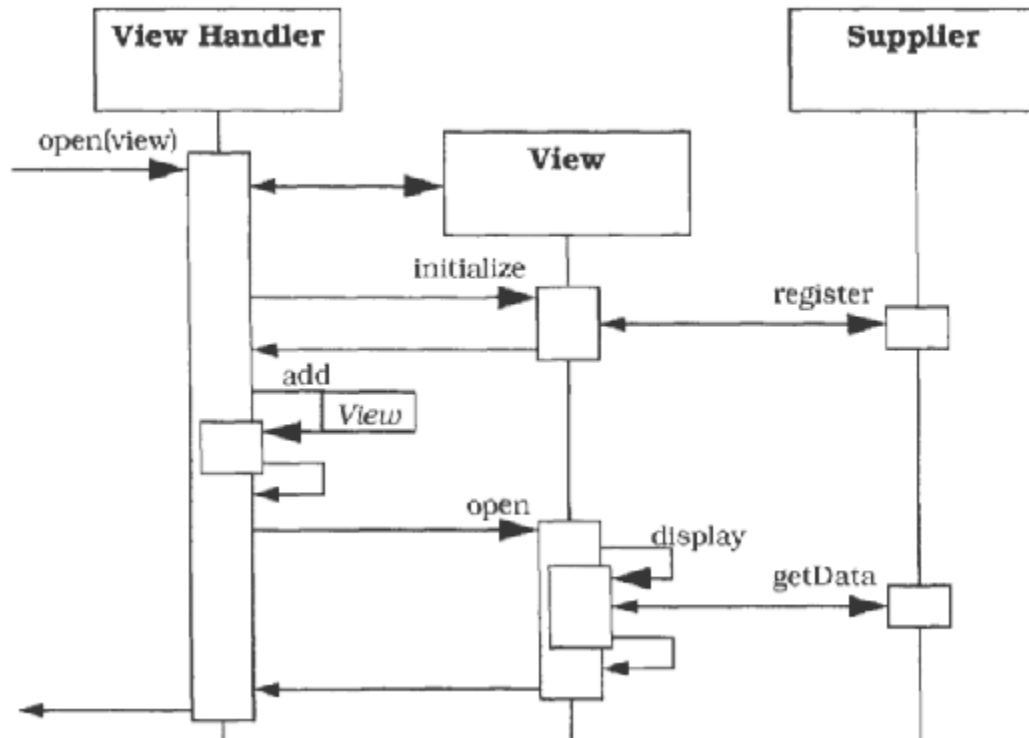 View Handler
Supplier
open(view)
View
initialize
register
add
View
open
display
getData